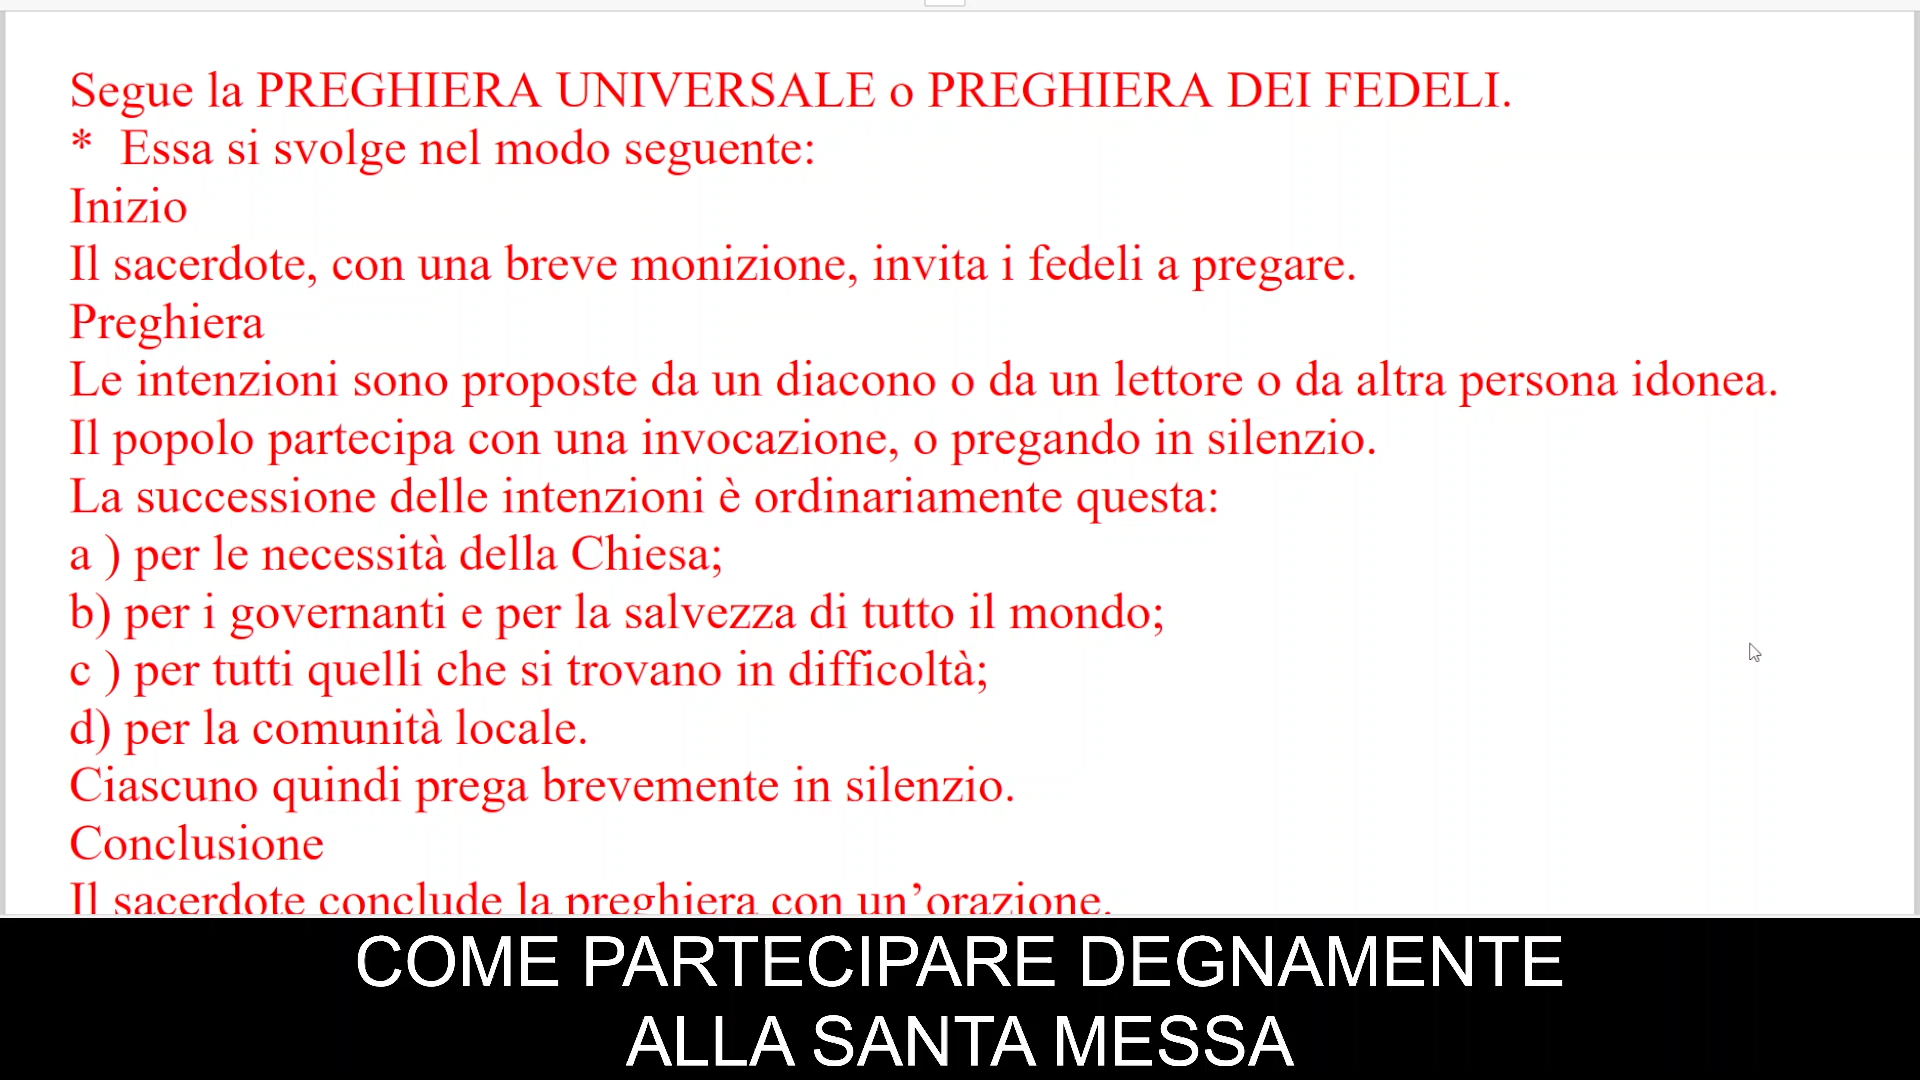 Segue la PREGHIERA UNIVERSALE o PREGHIERA DEI FEDELI.
* Essa si svolge nel modo seguente:
Inizio
Il sacerdote, con una breve monizione, invita i fedeli a pregare.
Preghiera
Le intenzioni sono proposte da un diacono o da un lettore o da altra persona idonea.
Il popolo partecipa con una invocazione, o pregando in silenzio.
La successione delle intenzioni è ordinariamente questa:
a ) per le necessità della Chiesa;
b) per i governanti e per la salvezza di tutto il mondo;
c ) per tutti quelli che si trovano in difficoltà;
d) per la comunità locale.
Ciascuno quindi prega brevemente in silenzio.
Conclusione
Il sacerdote conclude la preghiera con un’orazione.
COME PARTECIPARE DEGNAMENTE
ALLA SANTA MESSA